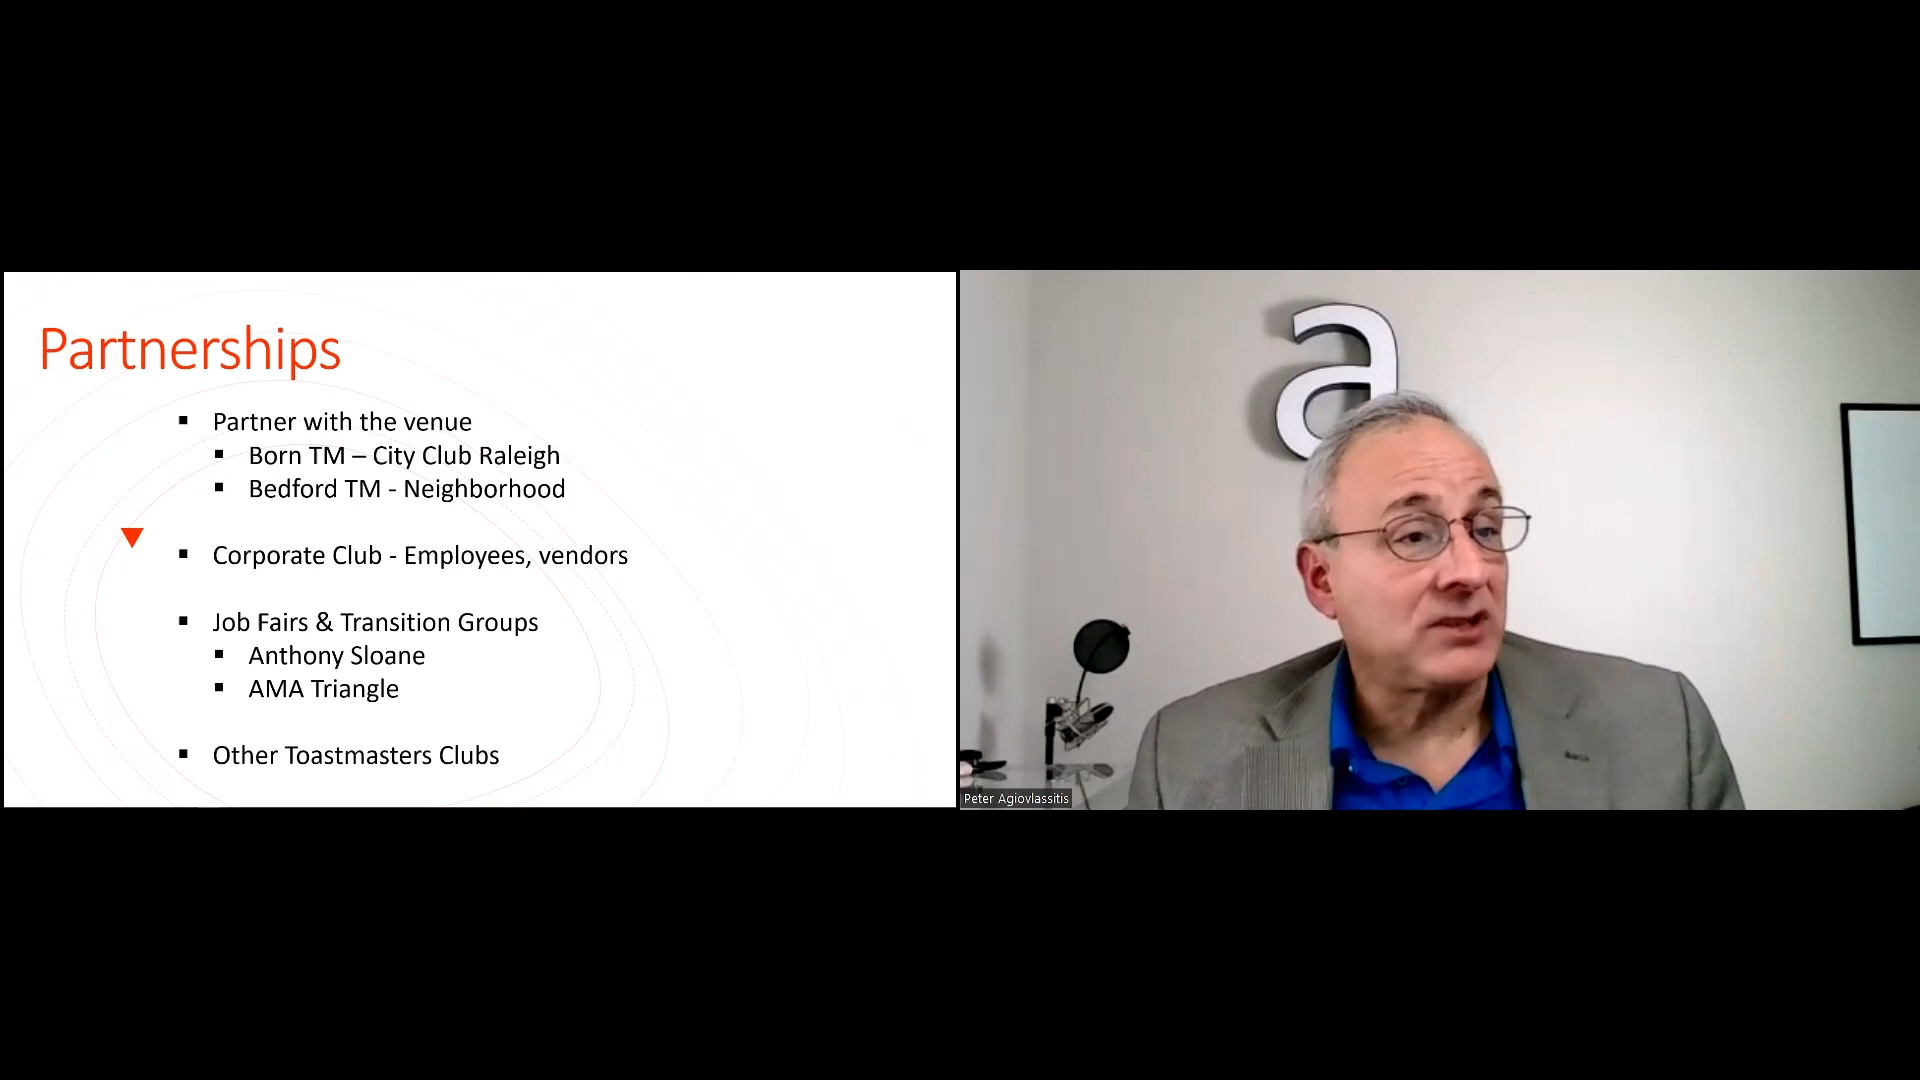 Partnerships
▪ Partner with the venue
▪ Born TM – City Club Raleigh
▪ Bedford TM - Neighborhood
▪ Corporate Club - Employees, vendors
▪ Job Fairs & Transition Groups
▪ Anthony Sloane
▪ AMA Triangle
▪ Other Toastmasters Clubs
a
Peter Agiovlassitis